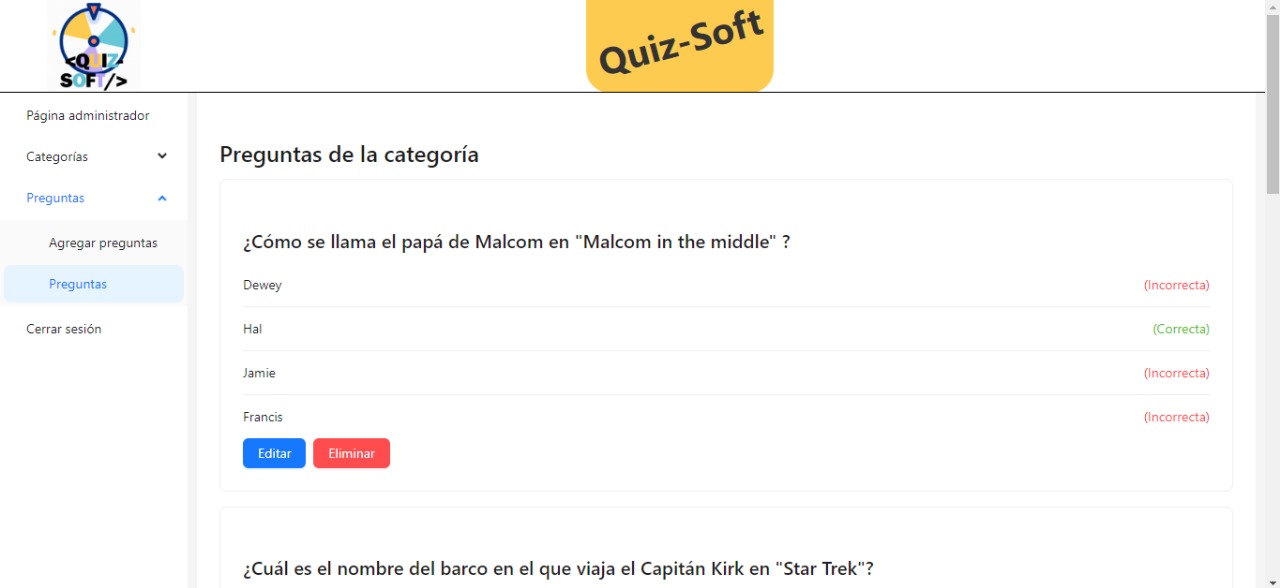 <QUIZ-
SOFT/>
Quiz-Soft
Página administrador
Categorías
Preguntas
Agregar preguntas
Preguntas
Cerrar sesión
Preguntas de la categoría
¿Cómo se llama el papá de Malcom en "Malcom in the middle" ?
Dewey (Incorrecta)
Hal (Correcta)
Jamie (Incorrecta)
Francis (Incorrecta)
Editar Eliminar
¿Cuál es el nombre del barco en el que viaja el Capitán Kirk en "Star Trek"?